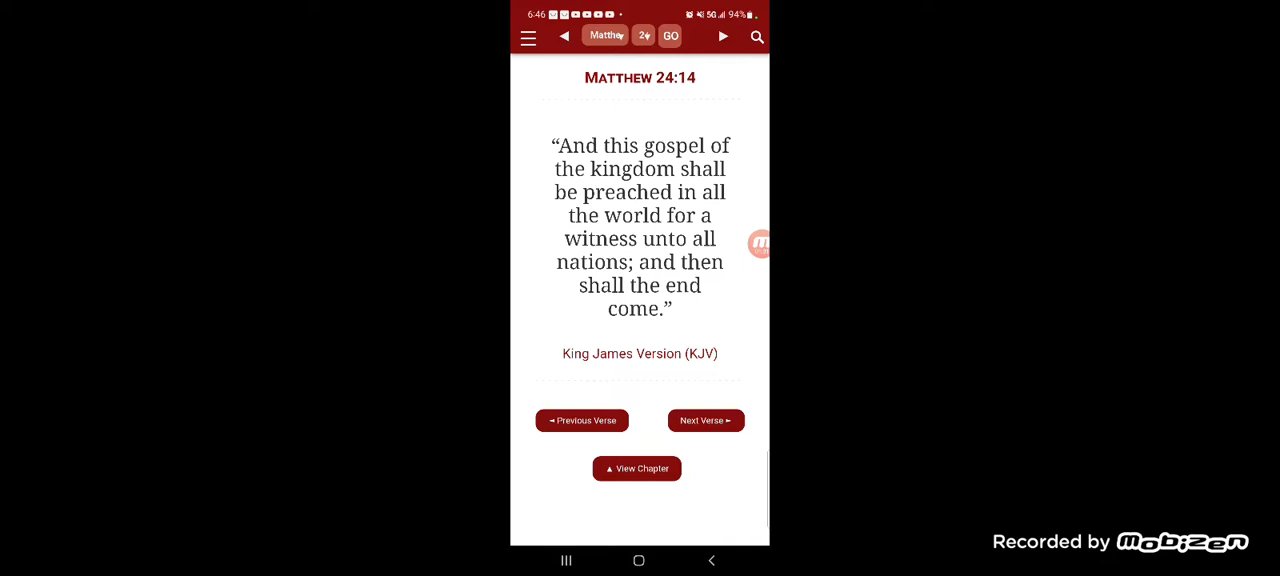 6:46 5G 94%
Matthe 2 GO
MATTHEW 24:14
“And this gospel of
the kingdom shall
be preached in all
the world for a
witness unto all
nations; and then
shall the end
come.”
King James Version (KJV)
◄ Previous Verse Next Verse ►
▲ View Chapter
Recorded by mobizen